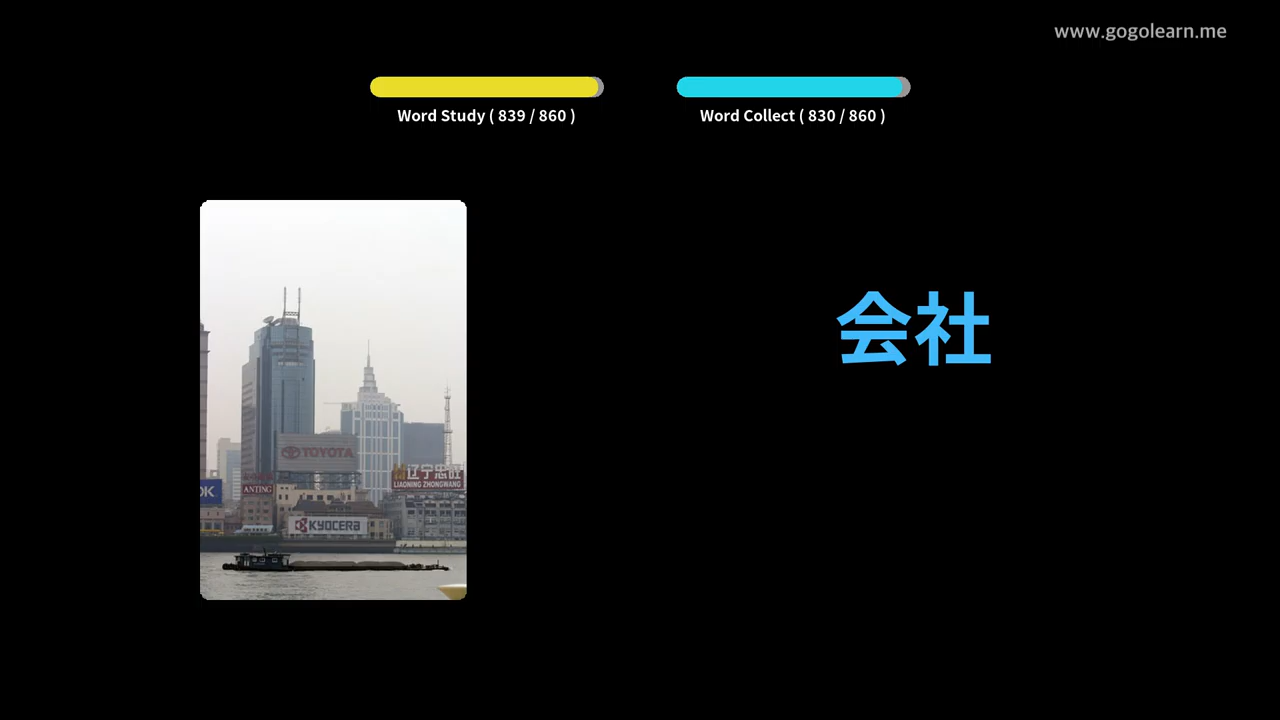 www.gogolearn.me
Word Study ( 839 / 860 )
Word Collect ( 830 / 860 )
会社
TOYOTA
辽宁忠旺
LIAONING ZHONGWANG
OK
ANTING
KYOCERA